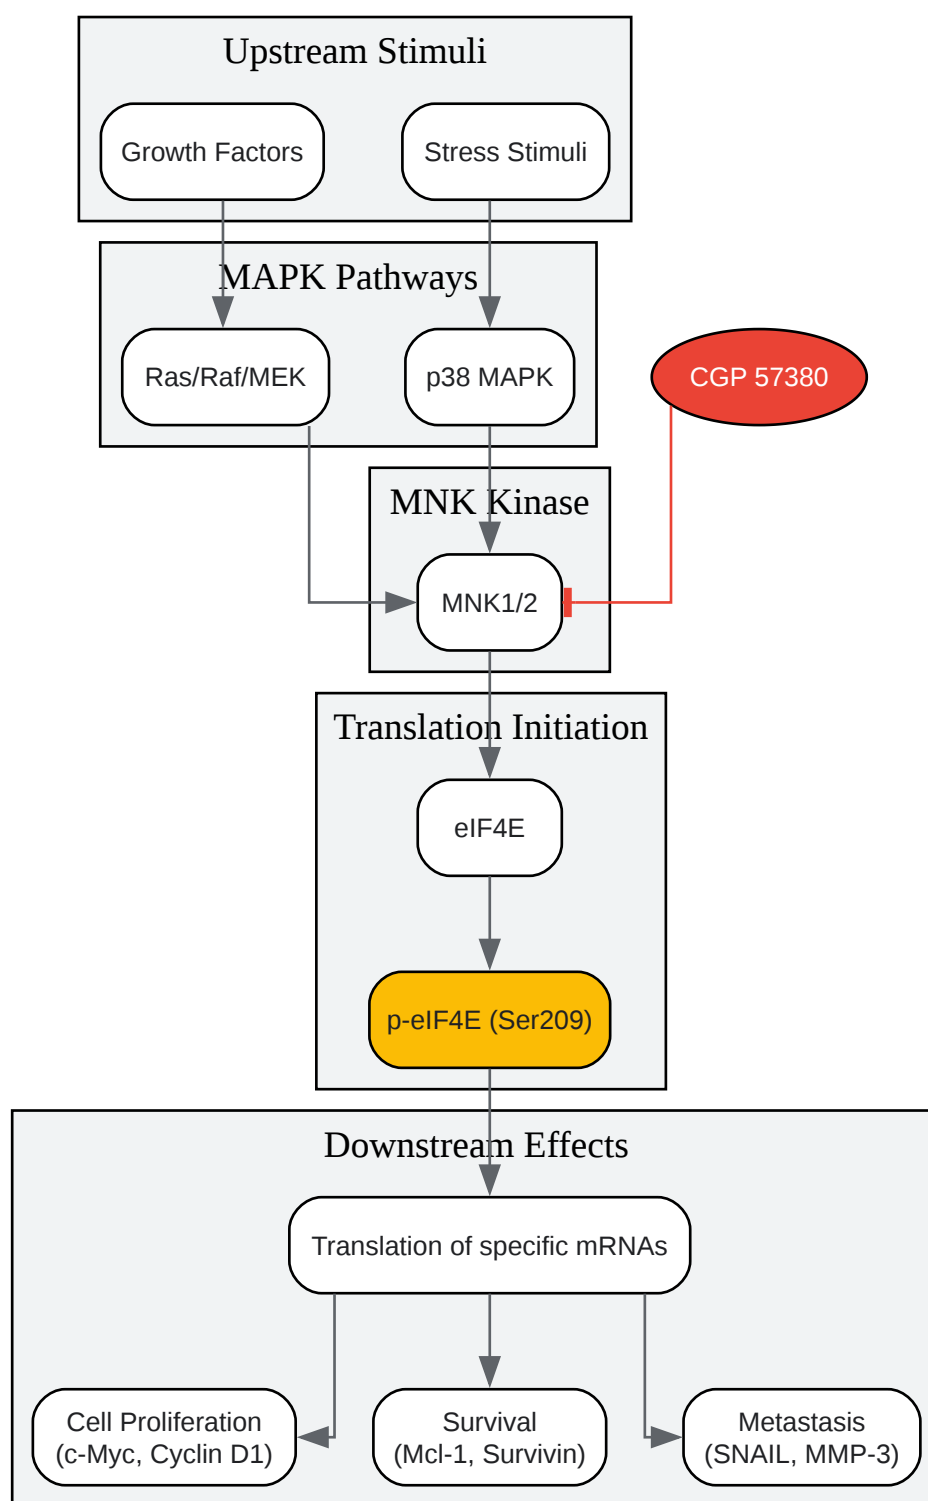 Upstream Stimuli
Growth Factors
Stress Stimuli
MAPK Pathways
Ras/Raf/MEK
p38 MAPK
CGP 57380
MNK Kinase
MNK1/2
Translation Initiation
eIF4E
p-eIF4E (Ser209)
Downstream Effects
Translation of specific mRNAs
Cell Proliferation
(c-Myc, Cyclin D1)
Survival
(Mcl-1, Survivin)
Metastasis
(SNAIL, MMP-3)